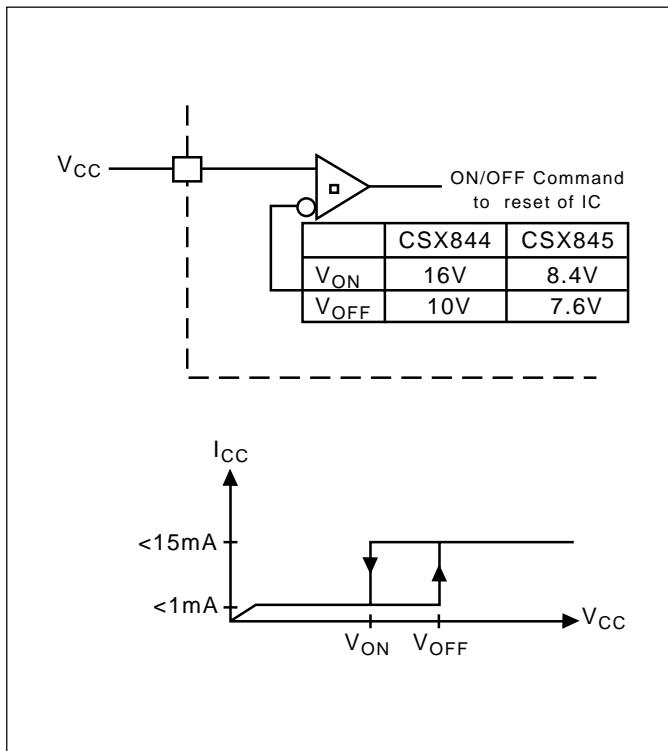 VCC
ON/OFF Command
to reset of IC
CSX844 CSX845
VON 16V 8.4V
VOFF 10V 7.6V
ICC
<15mA
<1mA
VCC
VON VOFF